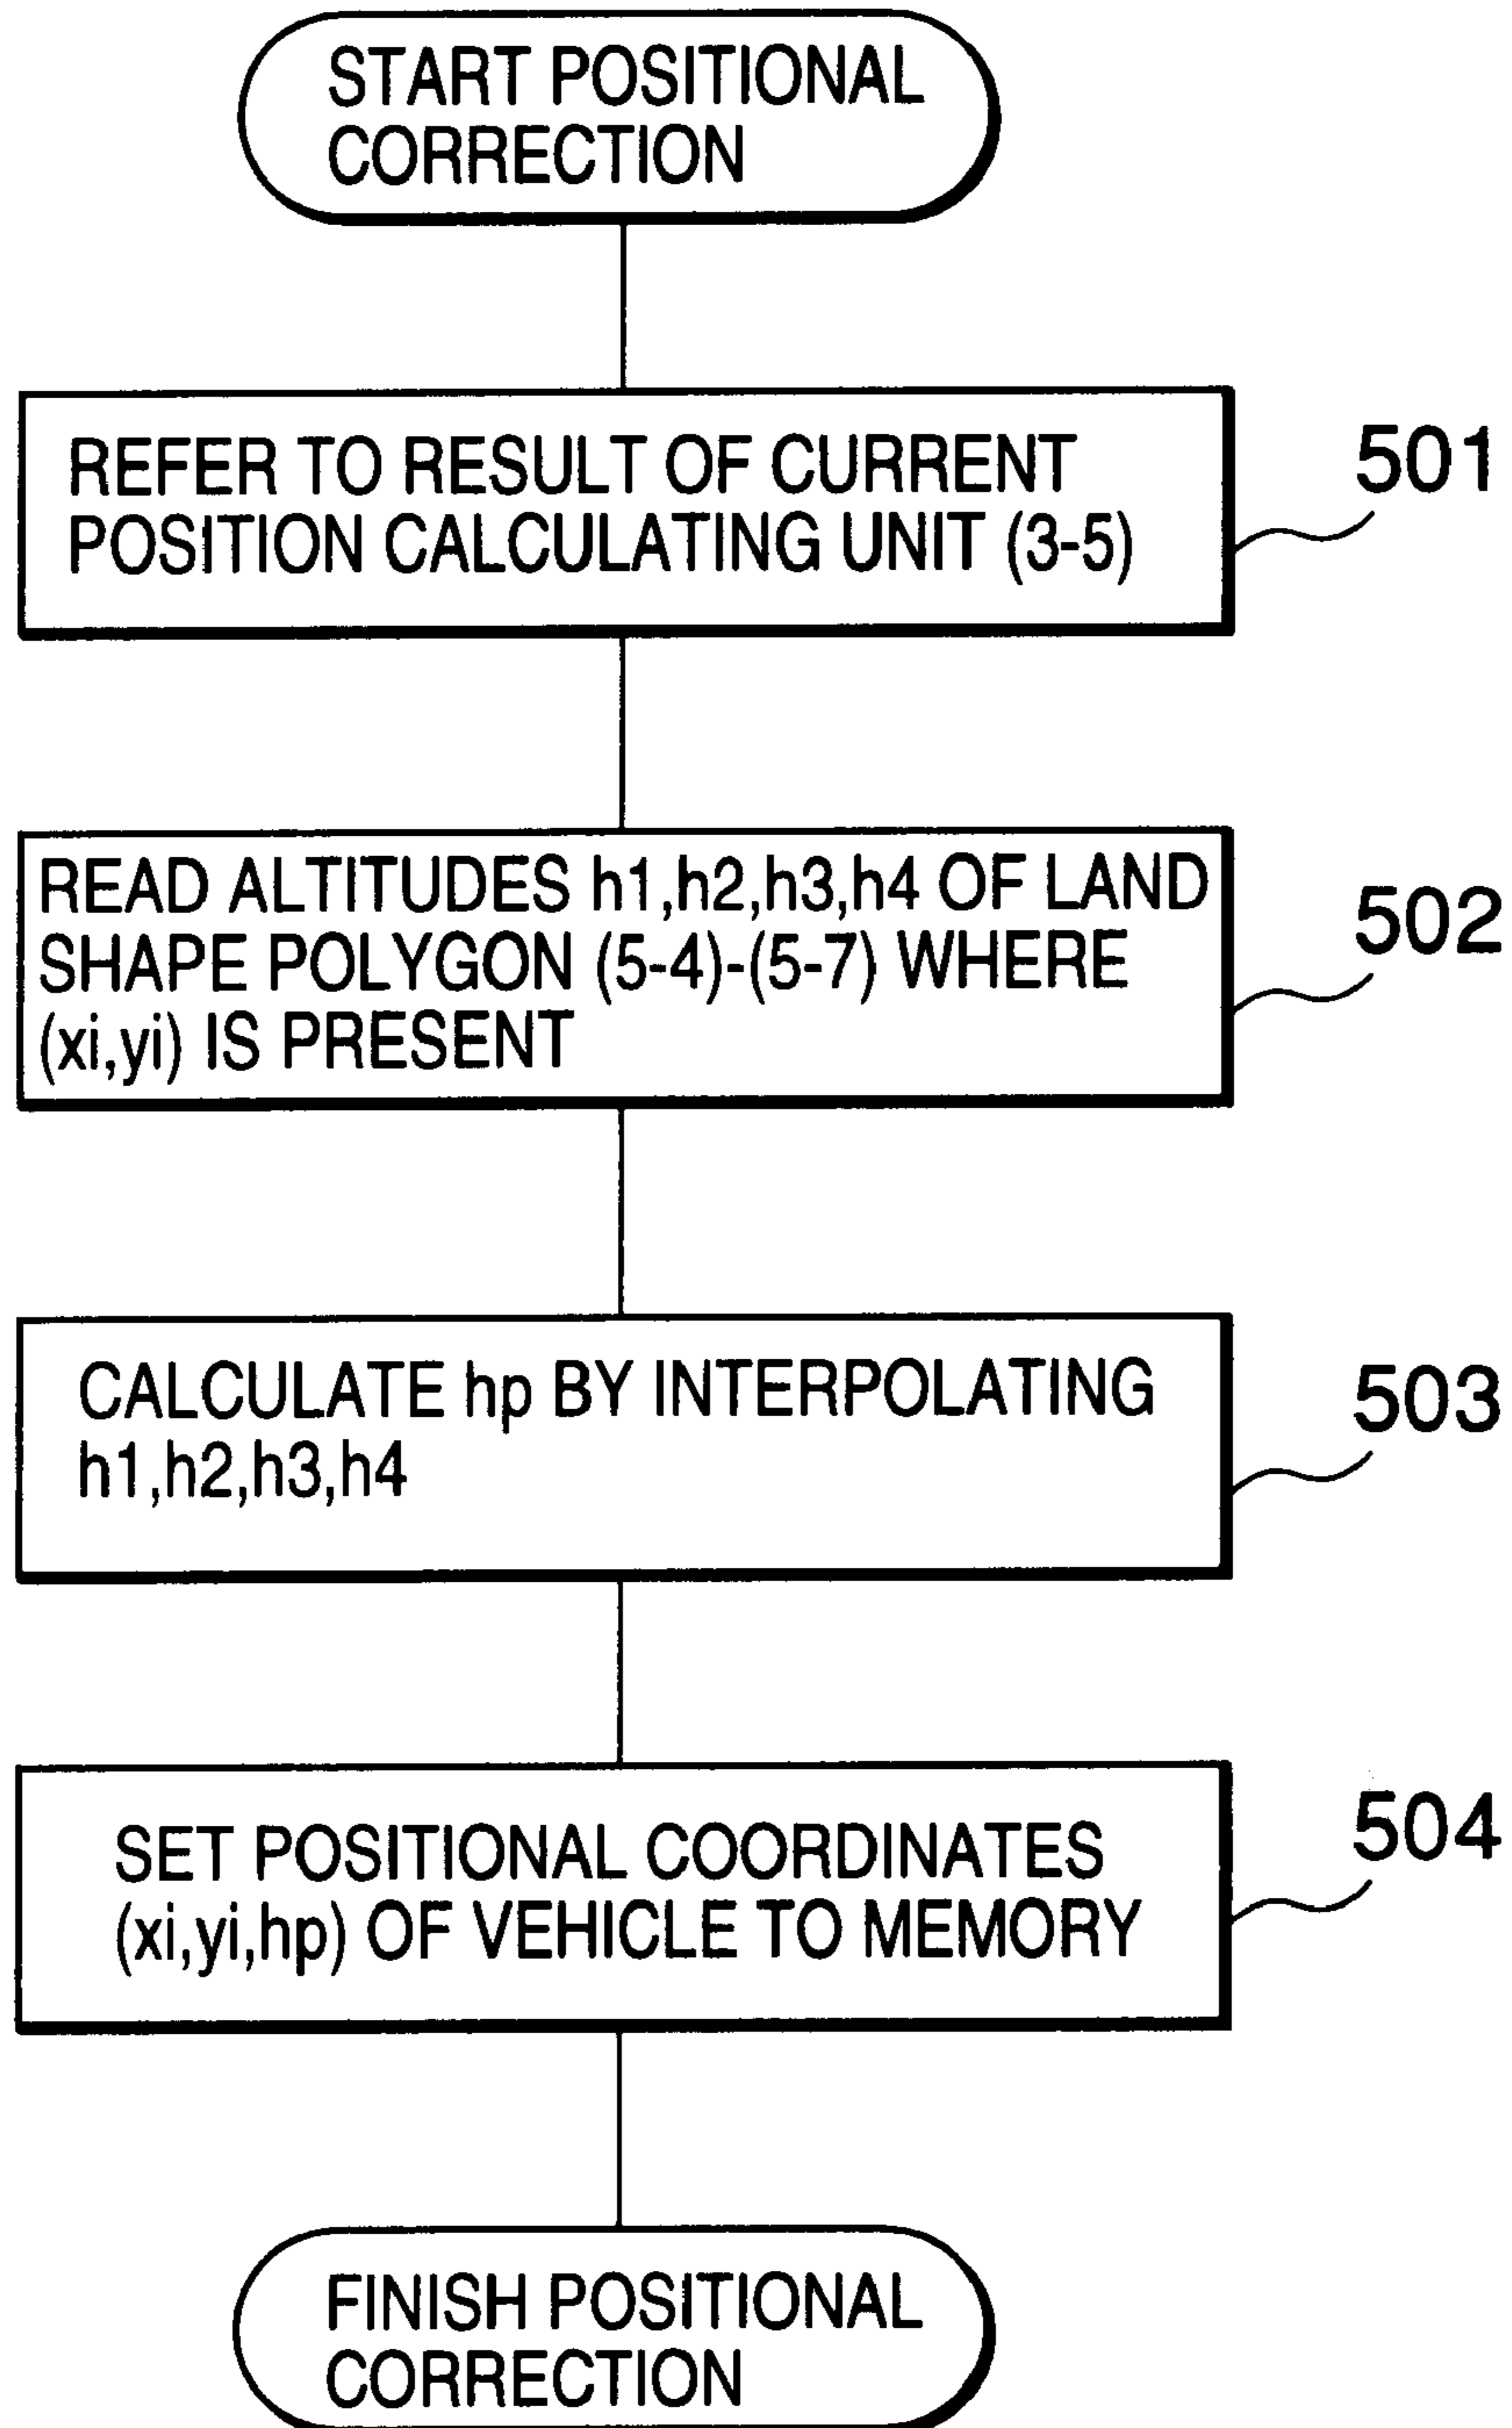 START POSITIONAL
CORRECTION
REFER TO RESULT OF CURRENT
POSITION CALCULATING UNIT (3-5)
501
READ ALTITUDES h1,h2,h3,h4 OF LAND
SHAPE POLYGON (5-4)-(5-7) WHERE
(xi,yi) IS PRESENT
502
CALCULATE hp BY INTERPOLATING
h1,h2,h3,h4
503
SET POSITIONAL COORDINATES
(xi,yi,hp) OF VEHICLE TO MEMORY
504
FINISH POSITIONAL
CORRECTION